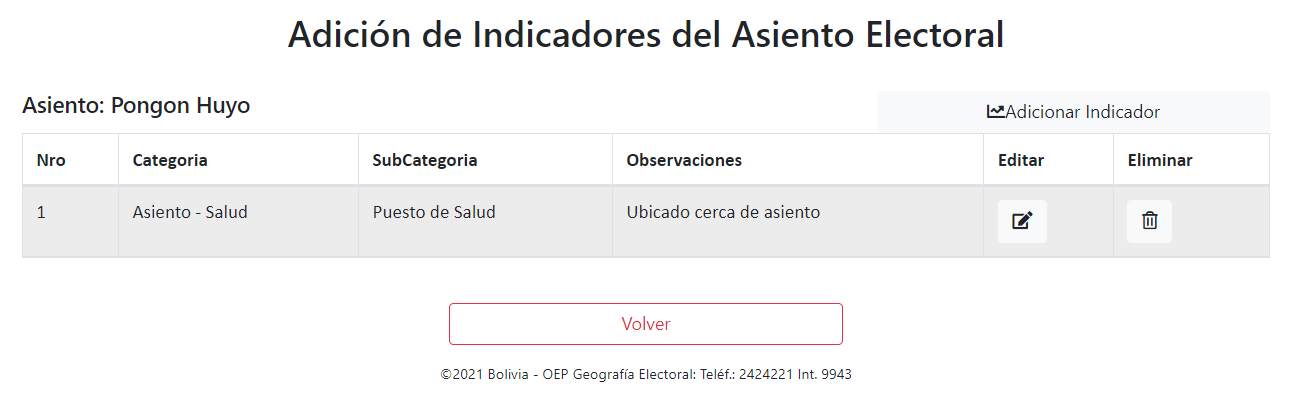 Adición de Indicadores del Asiento Electoral
Asiento: Pongon Huyo
Adicionar Indicador
Nro Categoria SubCategoria Observaciones Editar Eliminar
1 Asiento - Salud Puesto de Salud Ubicado cerca de asiento
Volver
©2021 Bolivia - OEP Geografía Electoral: Teléf.: 2424221 Int. 9943